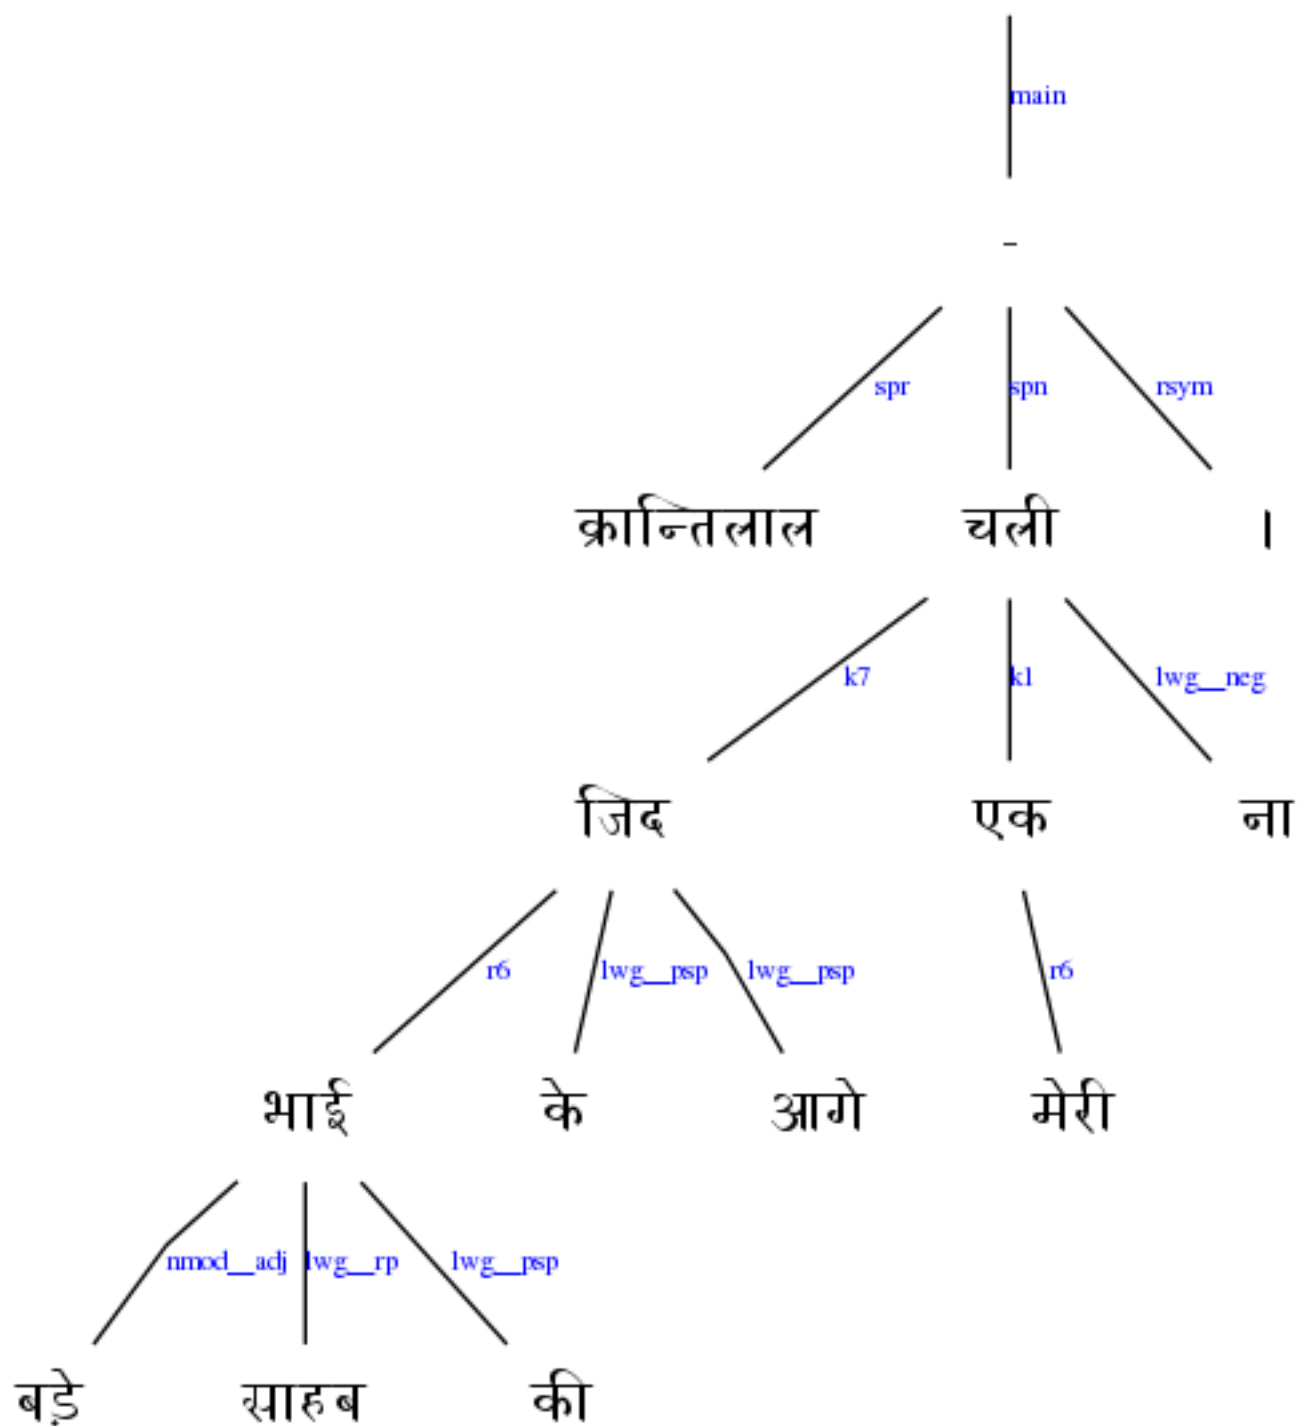 main
-
spr spn rsym
क्रान्तिलाल चली ।
k7 k1 lwg__neg
जिद एक ना
r6 lwg__psp lwg__psp r6
भाई के आगे मेरी
nmod__adj lwg__rp lwg__psp
बड़े साहब की